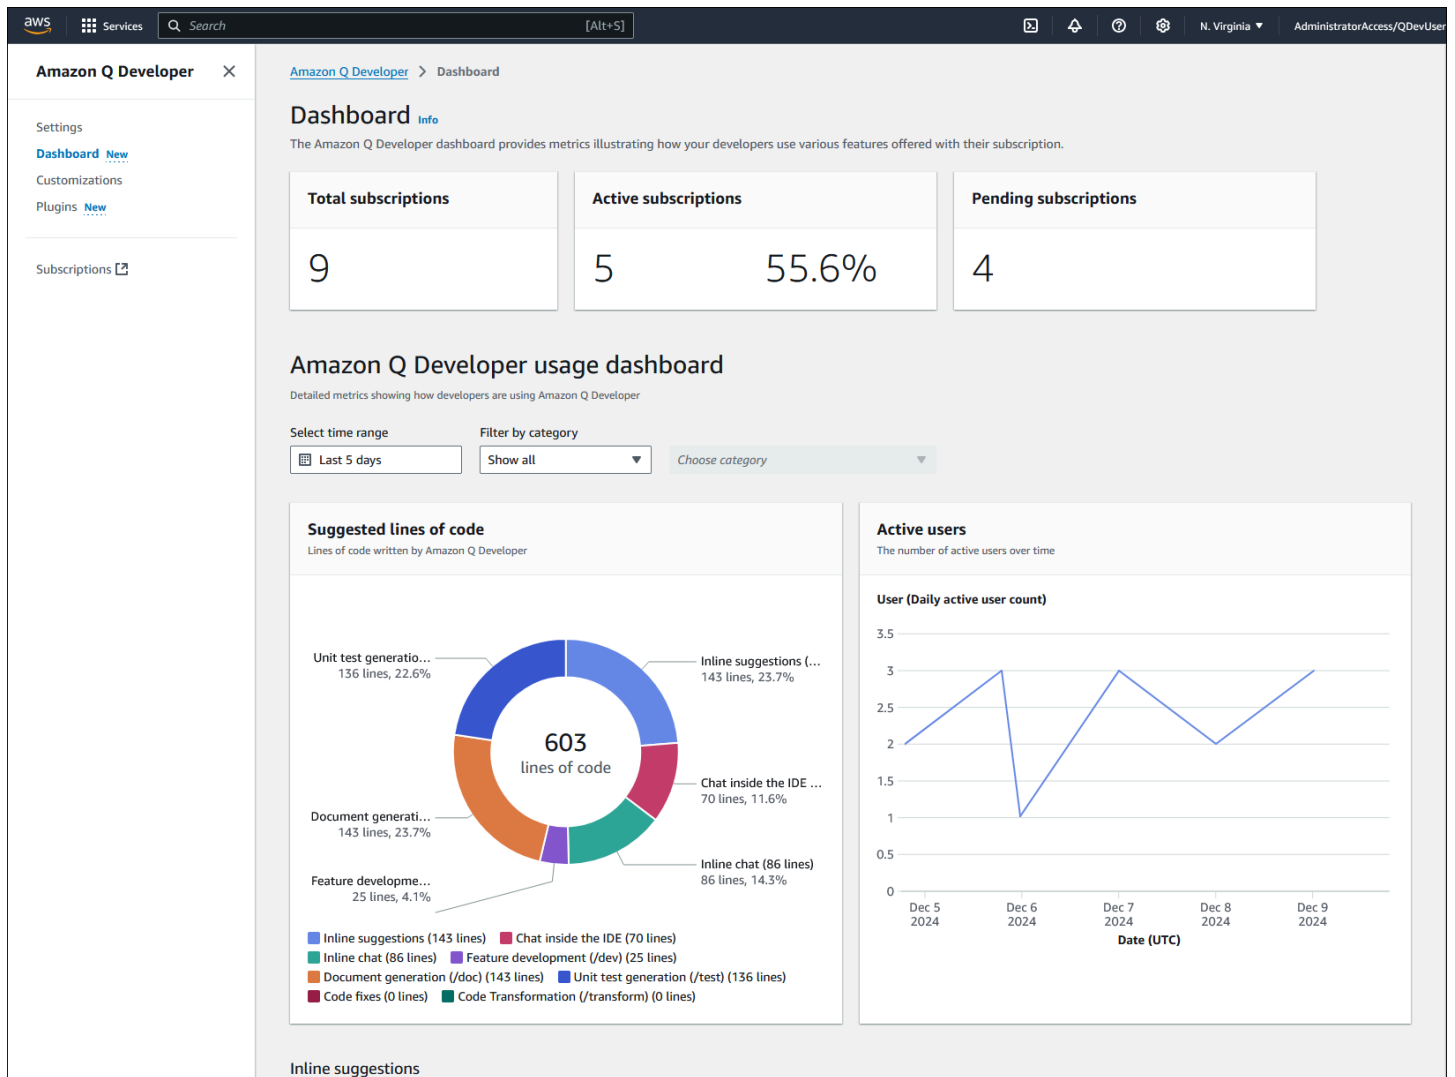 aws
Services
Search
[Alt+S]
N. Virginia
AdministratorAccess/QDevUser
Amazon Q Developer
Settings
Dashboard New
Customizations
Plugins New
Subscriptions
Amazon Q Developer > Dashboard
Dashboard Info
The Amazon Q Developer dashboard provides metrics illustrating how your developers use various features offered with their subscription.
Total subscriptions
9
Active subscriptions
5 55.6%
Pending subscriptions
4
Amazon Q Developer usage dashboard
Detailed metrics showing how developers are using Amazon Q Developer
Select time range
Last 5 days
Filter by category
Show all
Choose category
Suggested lines of code
Lines of code written by Amazon Q Developer
Unit test generatio...
136 lines, 22.6%
Inline suggestions (...
143 lines, 23.7%
603
lines of code
Chat inside the IDE ...
70 lines, 11.6%
Document generati...
143 lines, 23.7%
Inline chat (86 lines)
86 lines, 14.3%
Feature developme...
25 lines, 4.1%
Inline suggestions (143 lines) Chat inside the IDE (70 lines)
Inline chat (86 lines) Feature development (/dev) (25 lines)
Document generation (/doc) (143 lines) Unit test generation (/test) (136 lines)
Code fixes (0 lines) Code Transformation (/transform) (0 lines)
Active users
The number of active users over time
User (Daily active user count)
3.5
3
2.5
2
1.5
1
0.5
0
Dec 5 Dec 6 Dec 7 Dec 8 Dec 9
2024 2024 2024 2024 2024
Date (UTC)
Inline suggestions